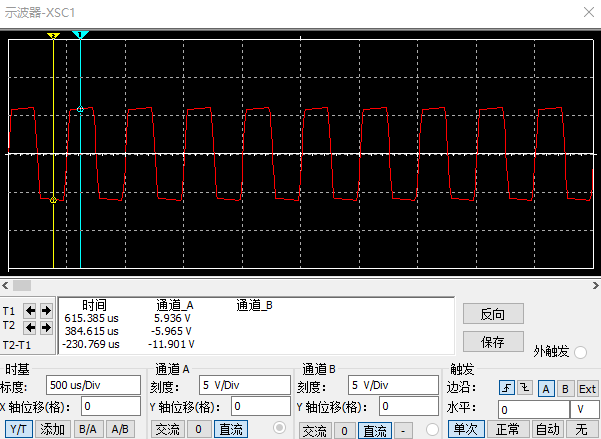 示波器-XSC1
2 1
时间 通道_A 通道_B
T1 615.385 us 5.936 V
T2 384.615 us -5.965 V
T2-T1 -230.769 us -11.901 V
反向
保存
外触发
时基 通道 A 通道 B 触发
标度: 500 us/Div 刻度: 5 V/Div 刻度: 5 V/Div 边沿: A B Ext
X 轴位移(格): 0 Y 轴位移(格): 0 Y 轴位移(格): 0 水平: 0 V
Y/T 添加 B/A A/B 交流 0 直流 交流 0 直流 - 单次 正常 自动 无